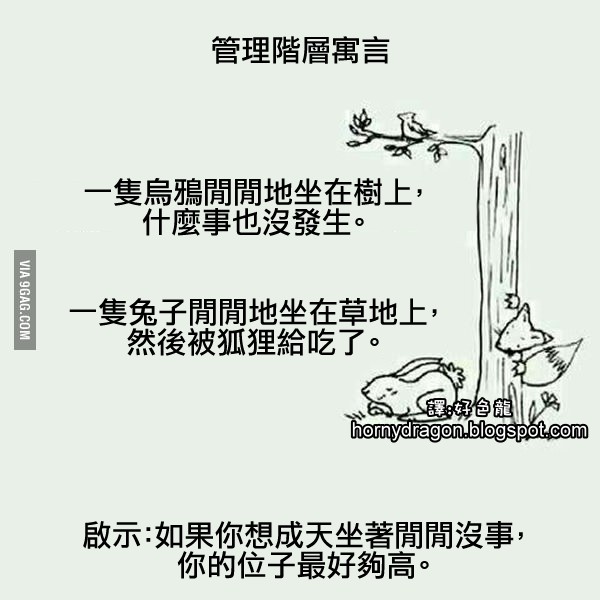 管理階層寓言
一隻烏鴉閒閒地坐在樹上，
什麼事也沒發生。
VIA 9GAG.COM
一隻兔子閒閒地坐在草地上，
然後被狐狸給吃了。
譯:好色龍
hornydragon.blogspot.com
啟示:如果你想成天坐著閒閒沒事，
你的位子最好夠高。